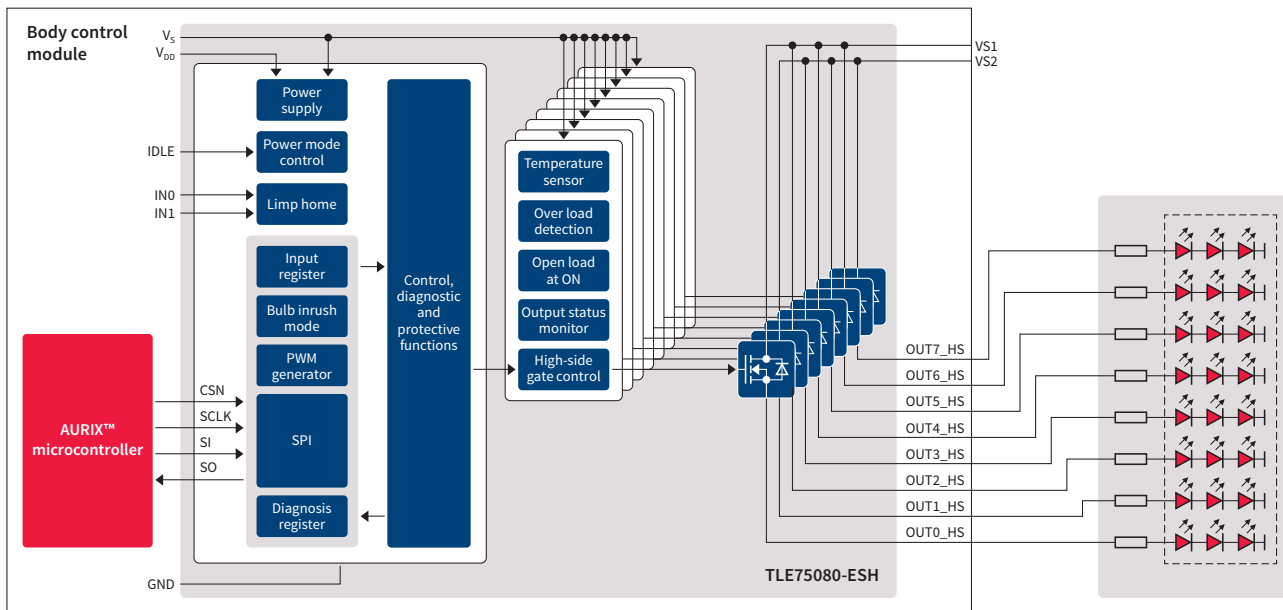 Body control
module
VS
VDD
IDLE
IN0
IN1
Power
supply
Power mode
control
Limp home
Input
register
Bulb inrush
mode
PWM
generator
SPI
Diagnosis
register
Control,
diagnostic
and
protective
functions
AURIX™
microcontroller
CSN
SCLK
SI
SO
GND
Temperature
sensor
Over load
detection
Open load
at ON
Output status
monitor
High-side
gate control
VS1
VS2
OUT7_HS
OUT6_HS
OUT5_HS
OUT4_HS
OUT3_HS
OUT2_HS
OUT1_HS
OUT0_HS
TLE75080-ESH